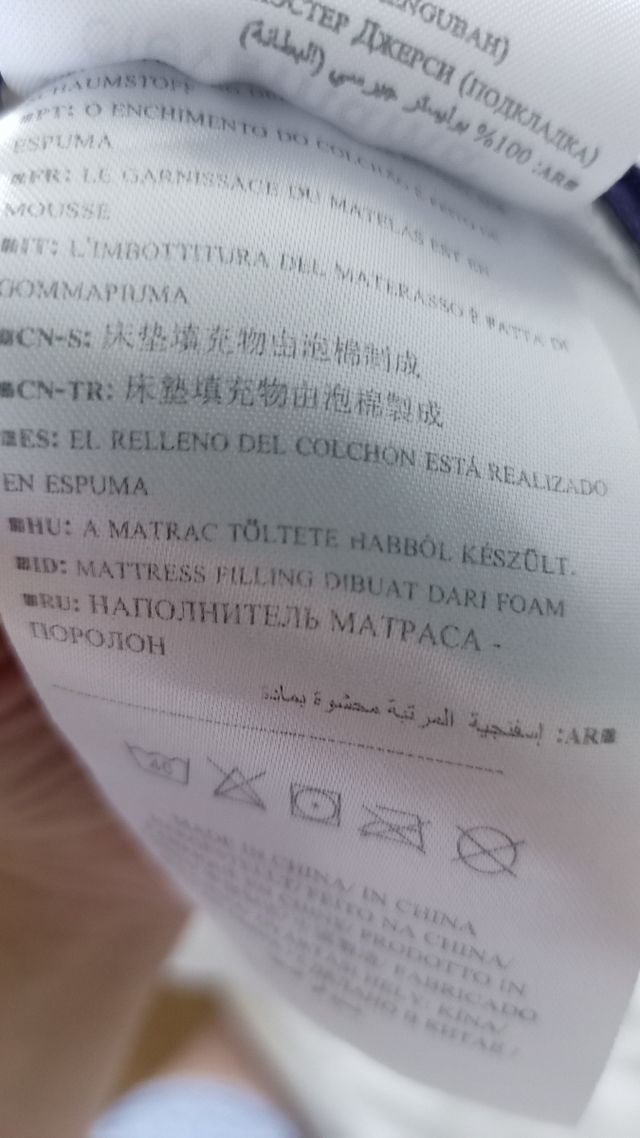 ДЖЕРСИ (ПОДКЛАДКА)
:AR 100% بوليستر جيرسي (البطانة)
PT: O ENCHIMENTO DO COLCHÃO É FEITO DE
ESPUMA
FR: LE GARNISSAGE DU MATELAS EST EN
MOUSSE
IT: L'IMBOTTITURA DEL MATERASSO È FATTA DI
GOMMAPIUMA
CN-S: 床垫填充物由泡棉制成
CN-TR: 床墊填充物由泡棉製成
ES: EL RELLENO DEL COLCHON ESTÁ REALIZADO
EN ESPUMA
HU: A MATRAC TÖLTETE HABBÓL KÉSZÜLT.
ID: MATTRESS FILLING DIBUAT DARI FOAM
RU: НАПОЛНИТЕЛЬ МАТРАСА -
ПОРОЛОН
:AR إسفنجية المرتبة محشوة بمادة
40
MADE IN CHINA/ IN CHINA
FEITO NA CHINA/
PRODOTTO IN
FABRICADO
HELY: KÍNA/
СДЕЛАНО В КИТАЕ/